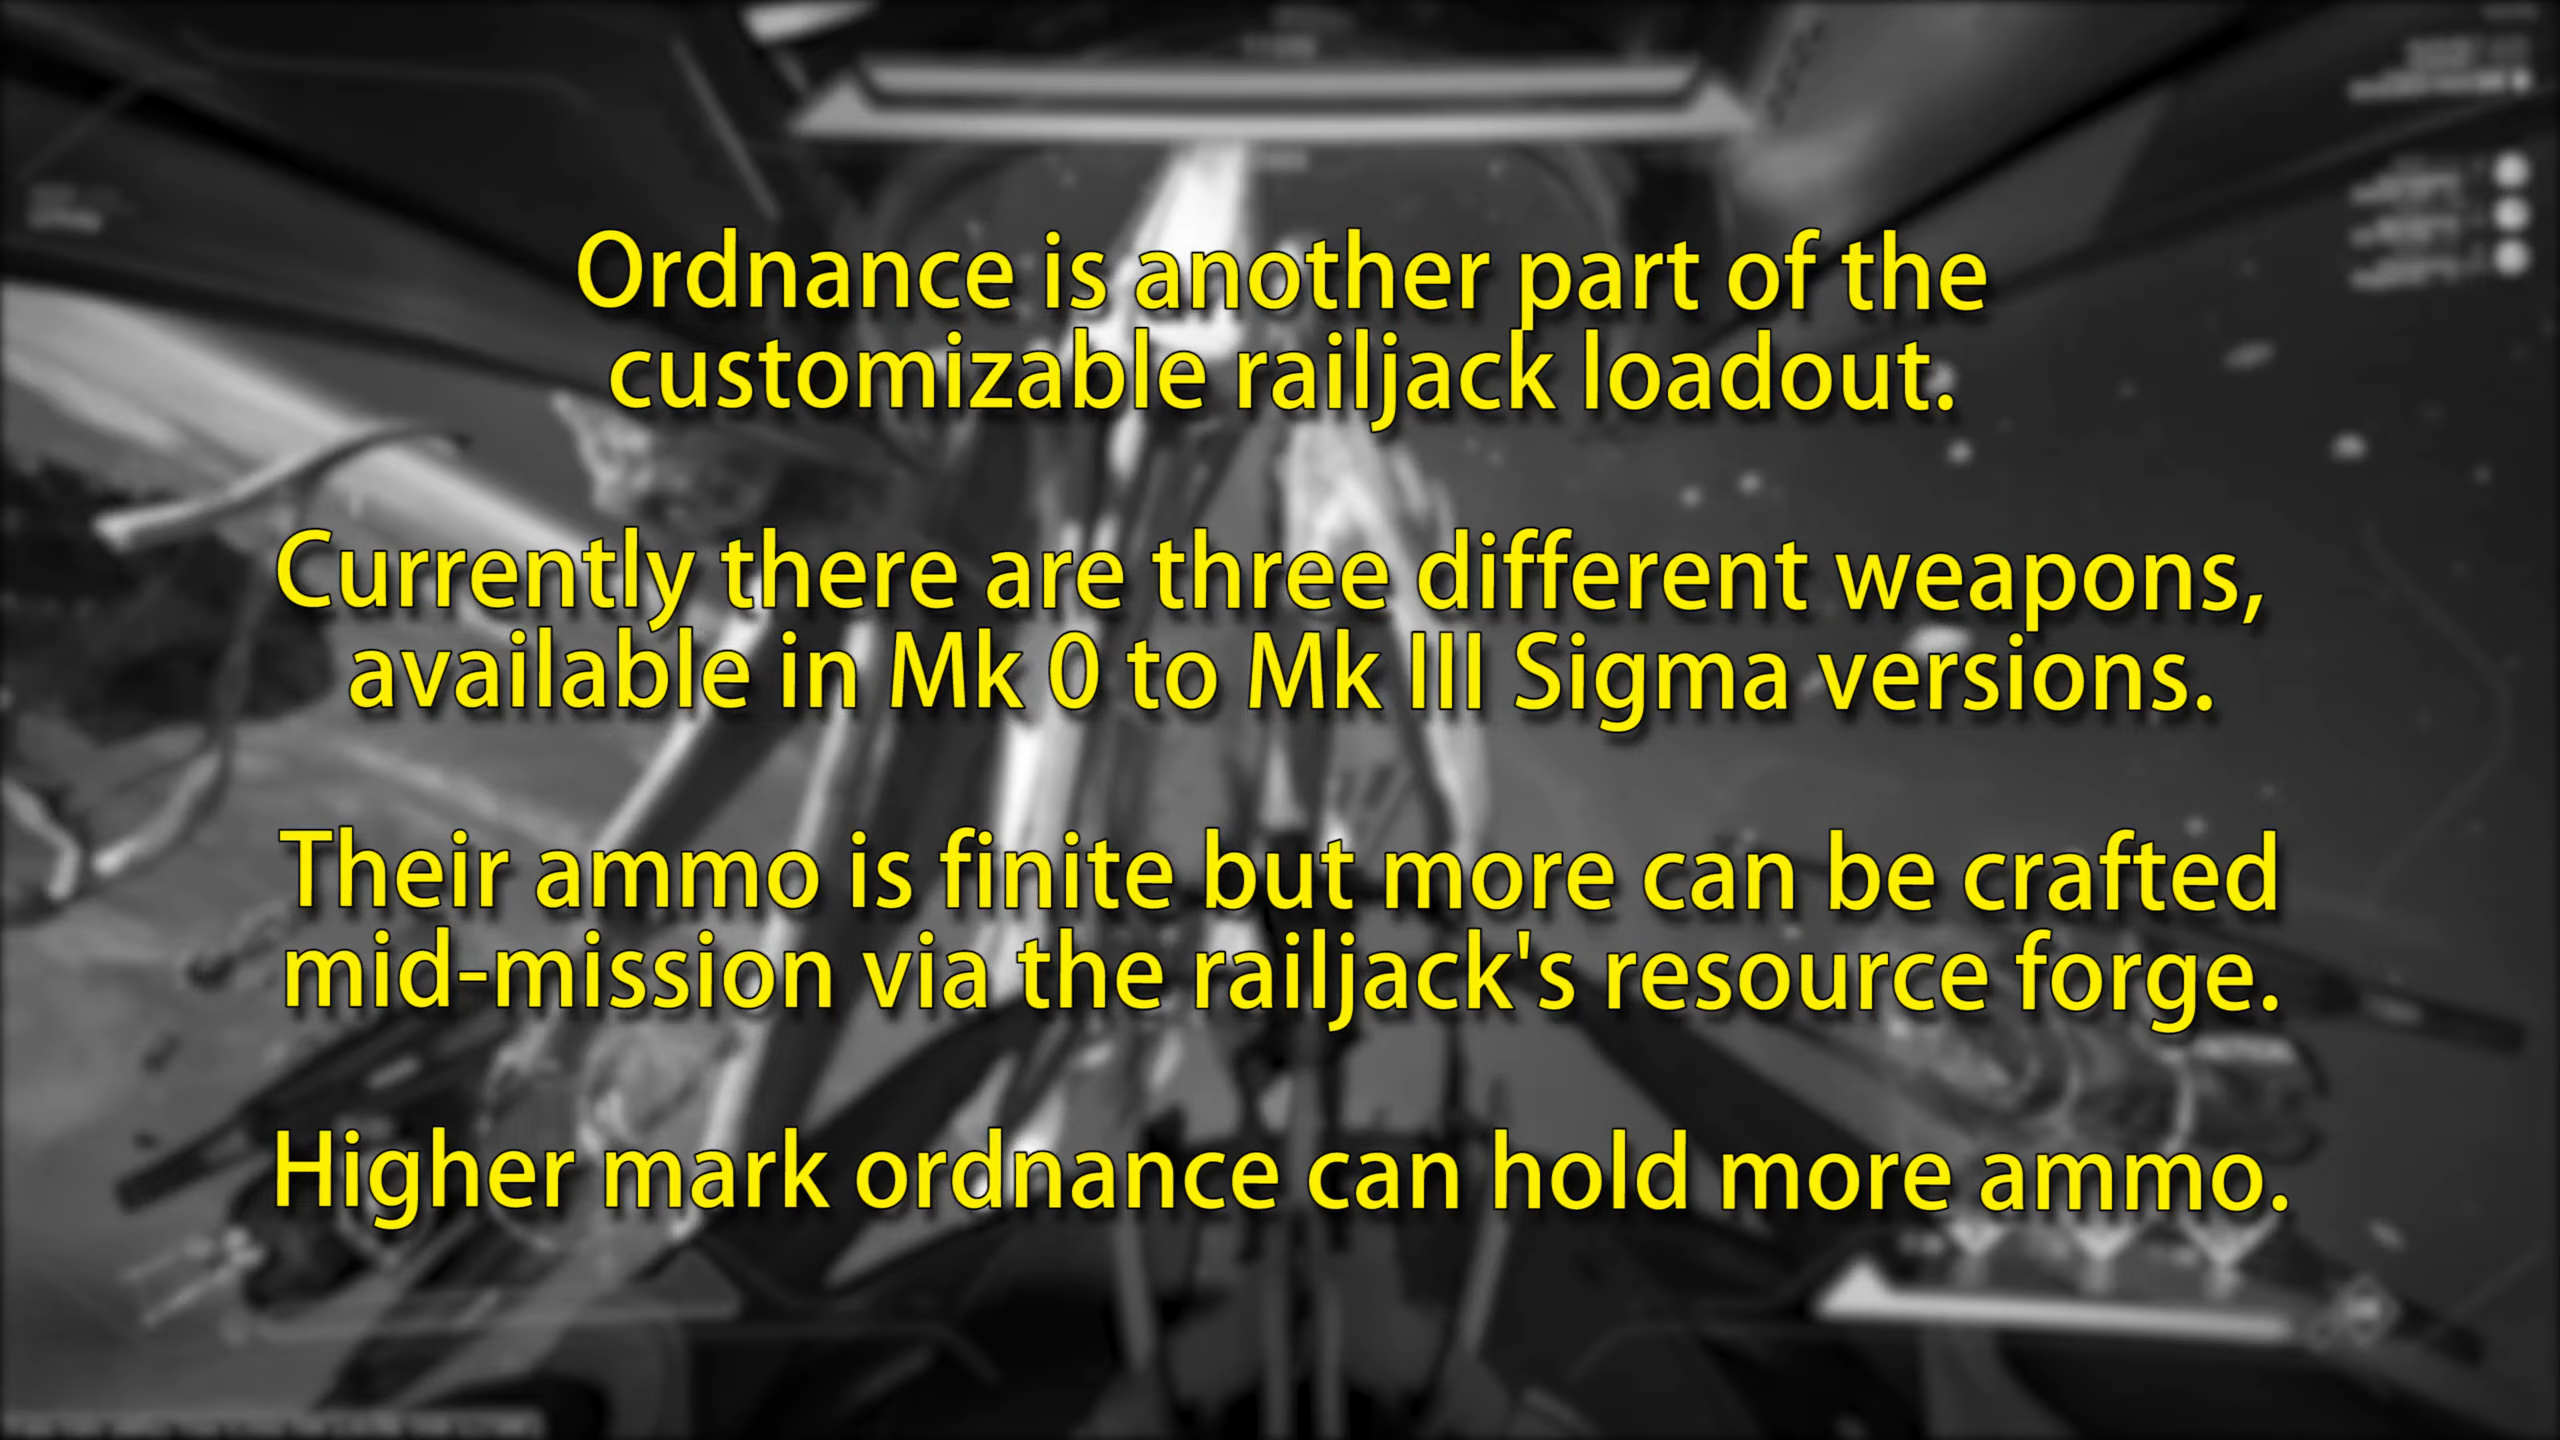 Ordnance is another part of the
customizable railjack loadout.
Currently there are three different weapons,
available in Mk 0 to Mk III Sigma versions.
Their ammo is finite but more can be crafted
mid-mission via the railjack's resource forge.
Higher mark ordnance can hold more ammo.